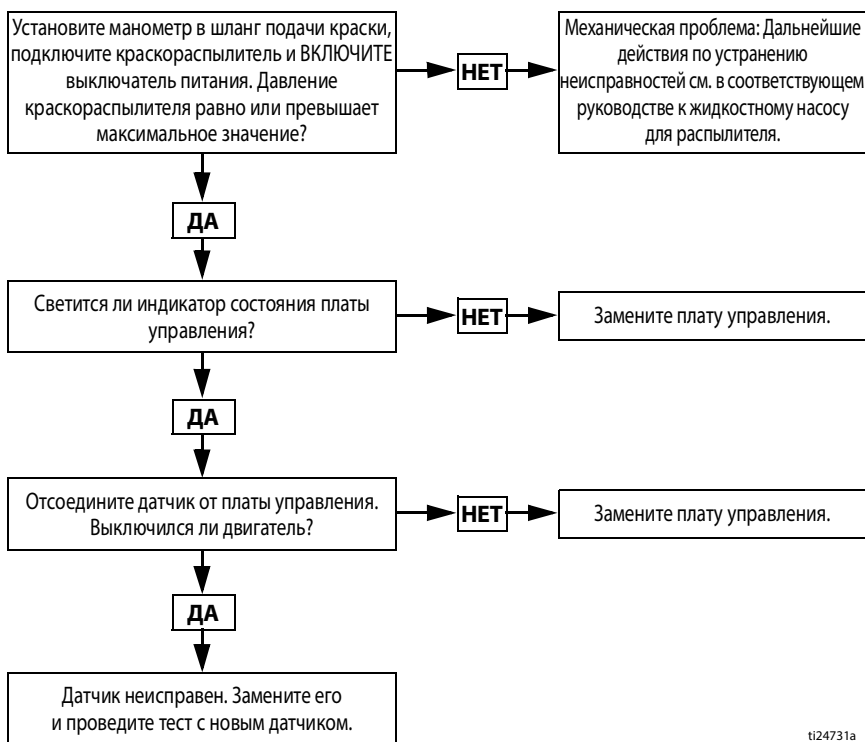 Установите манометр в шланг подачи краски,
подключите краскораспылитель и ВКЛЮЧИТЕ
выключатель питания. Давление
краскораспылителя равно или превышает
максимальное значение?
НЕТ
Механическая проблема: Дальнейшие
действия по устранению
неисправностей см. в соответствующем
руководстве к жидкостному насосу
для распылителя.
ДА
Светится ли индикатор состояния платы
управления?
НЕТ
Замените плату управления.
ДА
Отсоедините датчик от платы управления.
Выключился ли двигатель?
НЕТ
Замените плату управления.
ДА
Датчик неисправен. Замените его
и проведите тест с новым датчиком.
ti24731a